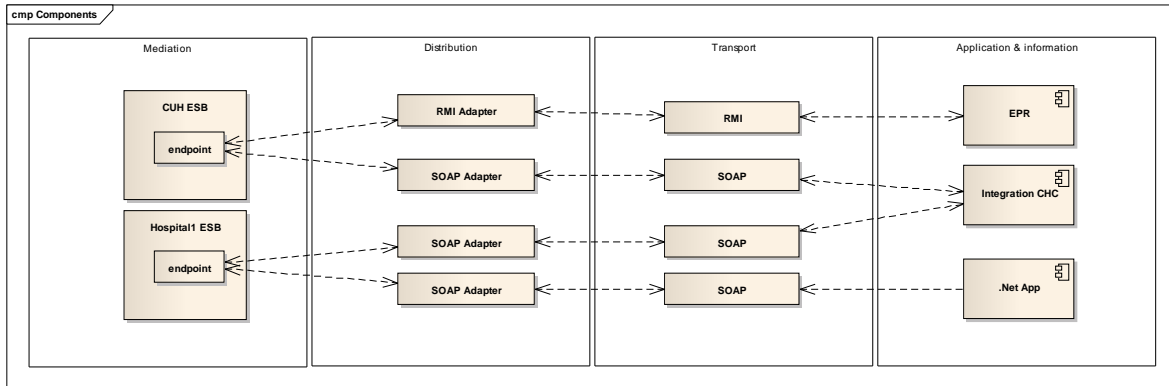 cmp Components
Mediation
Distribution
Transport
Application & information
CUH ESB
endpoint
RMI Adapter
RMI
EPR
SOAP Adapter
SOAP
Integration CHC
Hospital1 ESB
endpoint
SOAP Adapter
SOAP
SOAP Adapter
SOAP
.Net App